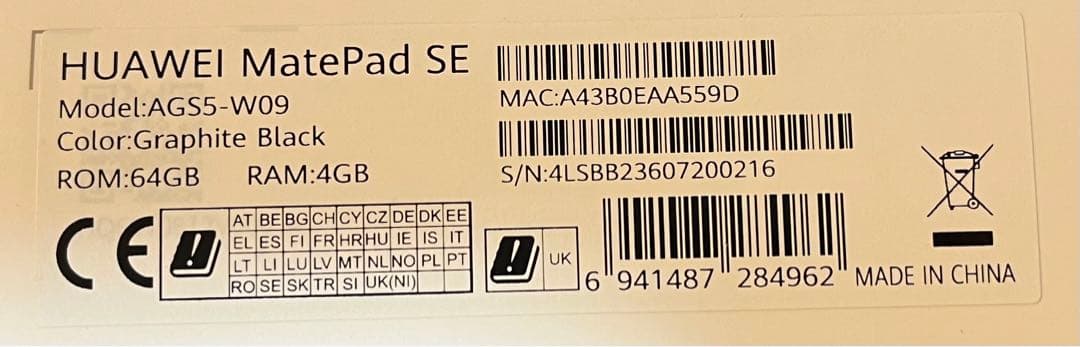 HUAWEI MatePad SE
Model:AGS5-W09
Color:Graphite Black
ROM:64GB RAM:4GB
MAC:A43B0EAA559D
S/N:4LSBB23607200216
CE
AT BE BG CH CY CZ DE DK EE
EL ES FI FR HR HU IE IS IT
LT LI LU LV MT NL NO PL PT
RO SE SK TR SI UK(NI)
UK
6 941487 284962
MADE IN CHINA